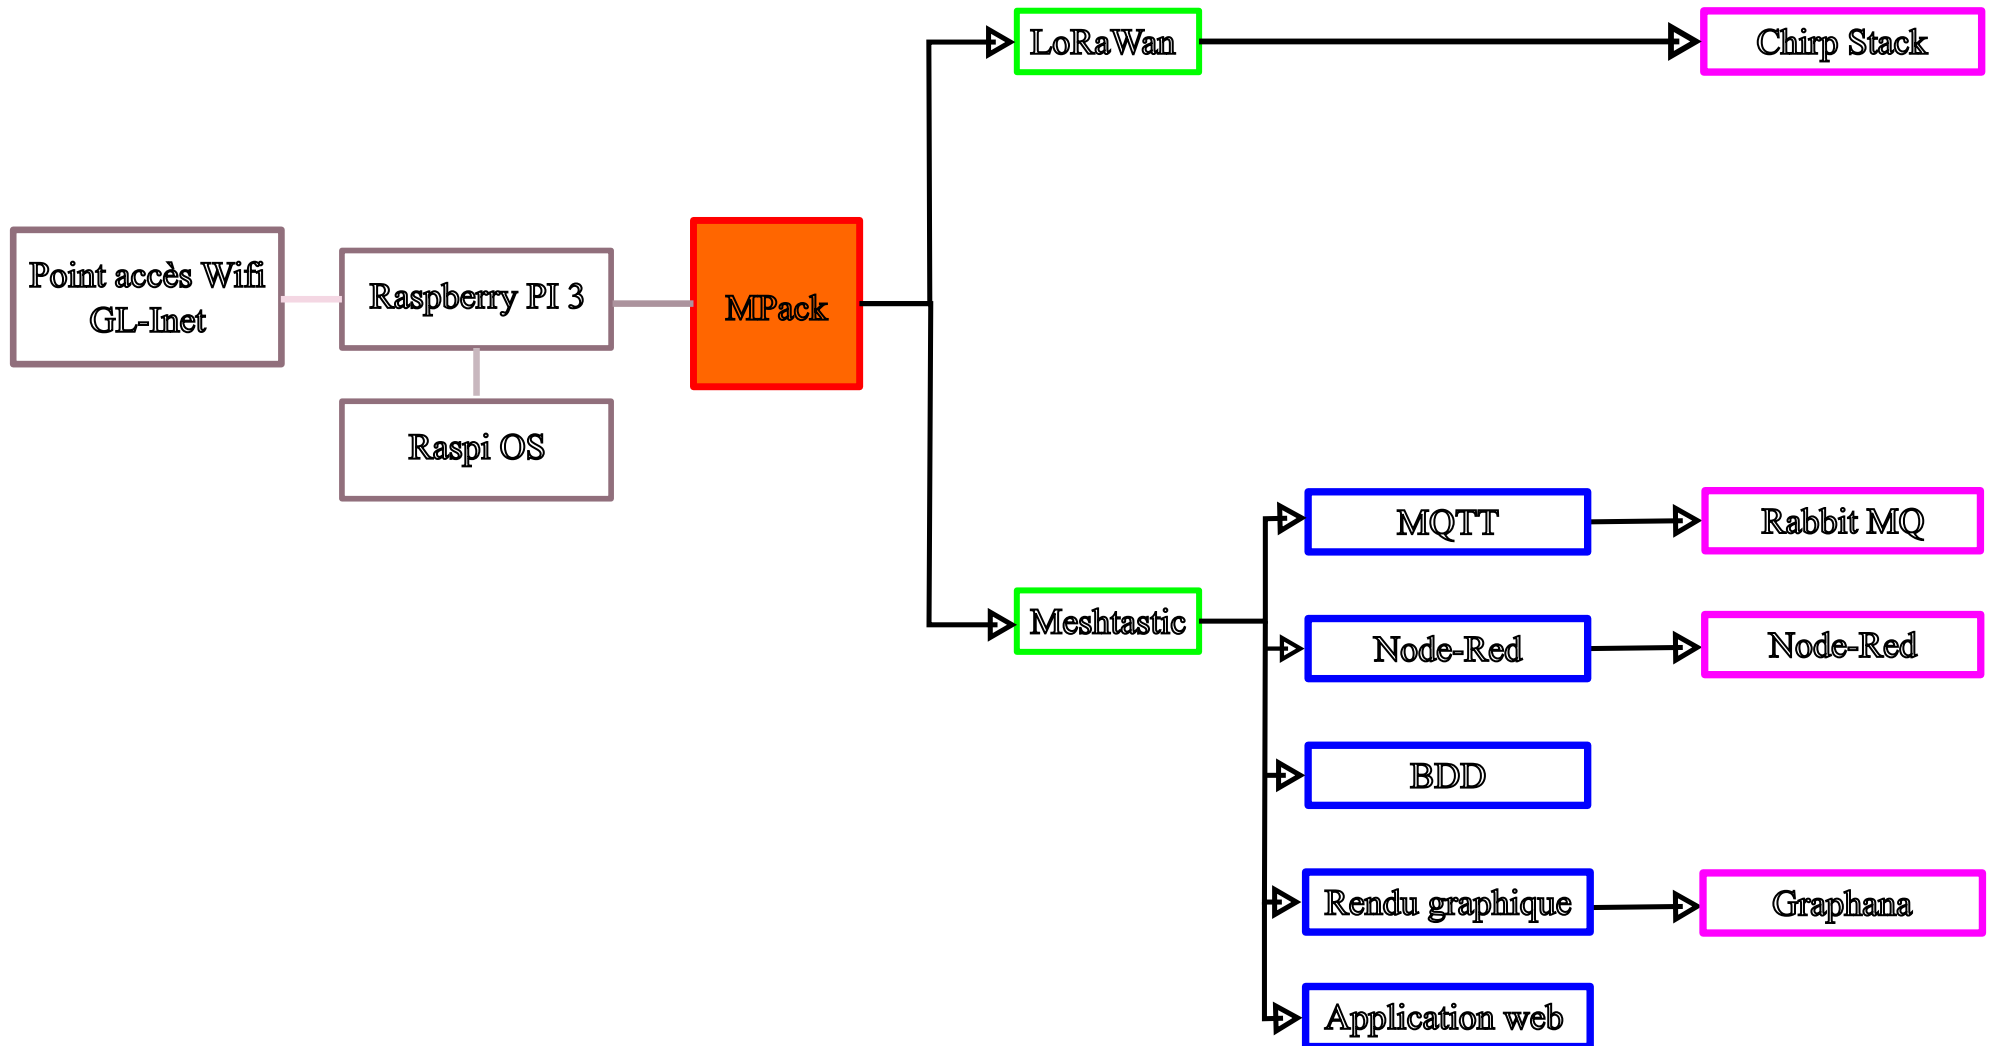 LoRaWan
Chirp Stack
Point accès Wifi
GL-Inet
Raspberry PI 3
MPack
Raspi OS
MQTT
Rabbit MQ
Meshtastic
Node-Red
Node-Red
BDD
Rendu graphique
Graphana
Application web